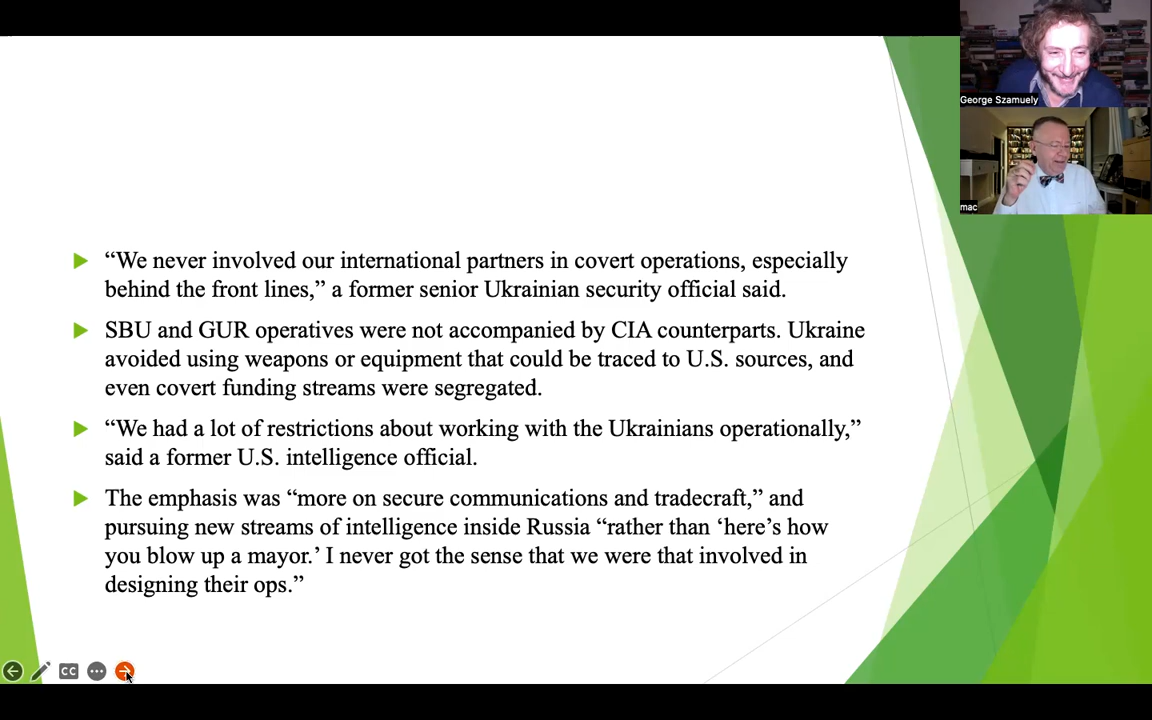 George Szamuely
mac
“We never involved our international partners in covert operations, especially
behind the front lines,” a former senior Ukrainian security official said.
SBU and GUR operatives were not accompanied by CIA counterparts. Ukraine
avoided using weapons or equipment that could be traced to U.S. sources, and
even covert funding streams were segregated.
“We had a lot of restrictions about working with the Ukrainians operationally,”
said a former U.S. intelligence official.
The emphasis was “more on secure communications and tradecraft,” and
pursuing new streams of intelligence inside Russia “rather than ‘here’s how
you blow up a mayor.’ I never got the sense that we were that involved in
designing their ops.”
CC